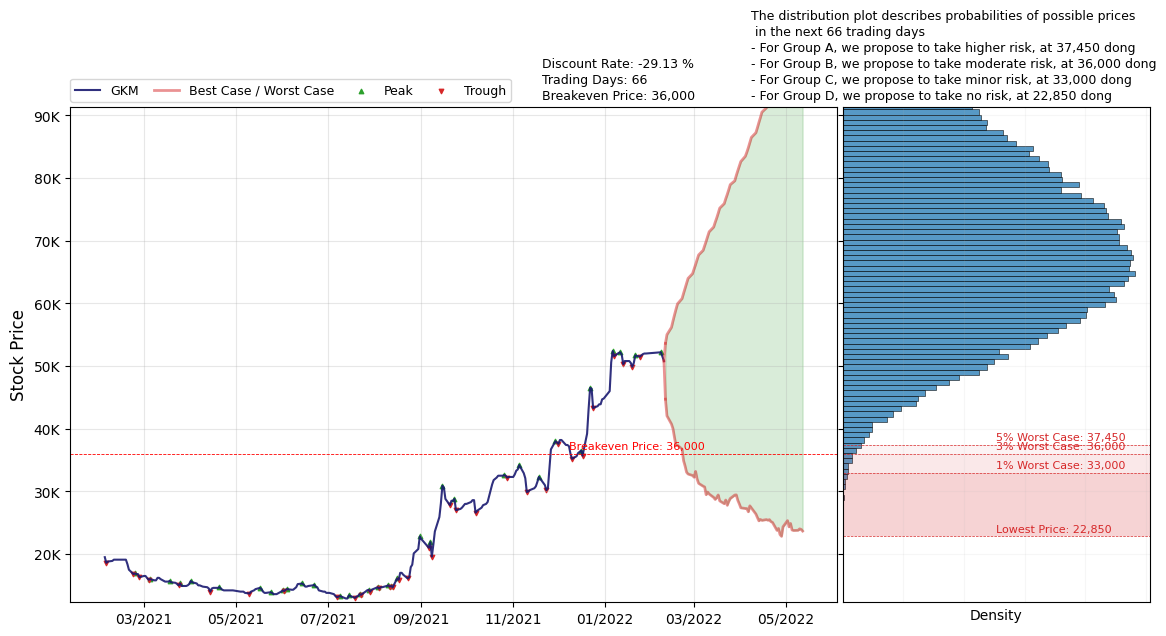 The distribution plot describes probabilities of possible prices
in the next 66 trading days
- For Group A, we propose to take higher risk, at 37,450 dong
- For Group B, we propose to take moderate risk, at 36,000 dong
- For Group C, we propose to take minor risk, at 33,000 dong
- For Group D, we propose to take no risk, at 22,850 dong
Discount Rate: -29.13 %
Trading Days: 66
Breakeven Price: 36,000
GKM
Best Case / Worst Case
Peak
Trough
Stock Price
90K
80K
70K
60K
50K
40K
30K
20K
Breakeven Price: 36,000
5% Worst Case: 37,450
3% Worst Case: 36,000
1% Worst Case: 33,000
Lowest Price: 22,850
03/2021
05/2021
07/2021
09/2021
11/2021
01/2022
03/2022
05/2022
Density